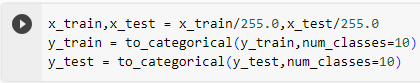 x_train,x_test = x_train/255.0,x_test/255.0
y_train = to_categorical(y_train,num_classes=10)
y_test = to_categorical(y_test,num_classes=10)